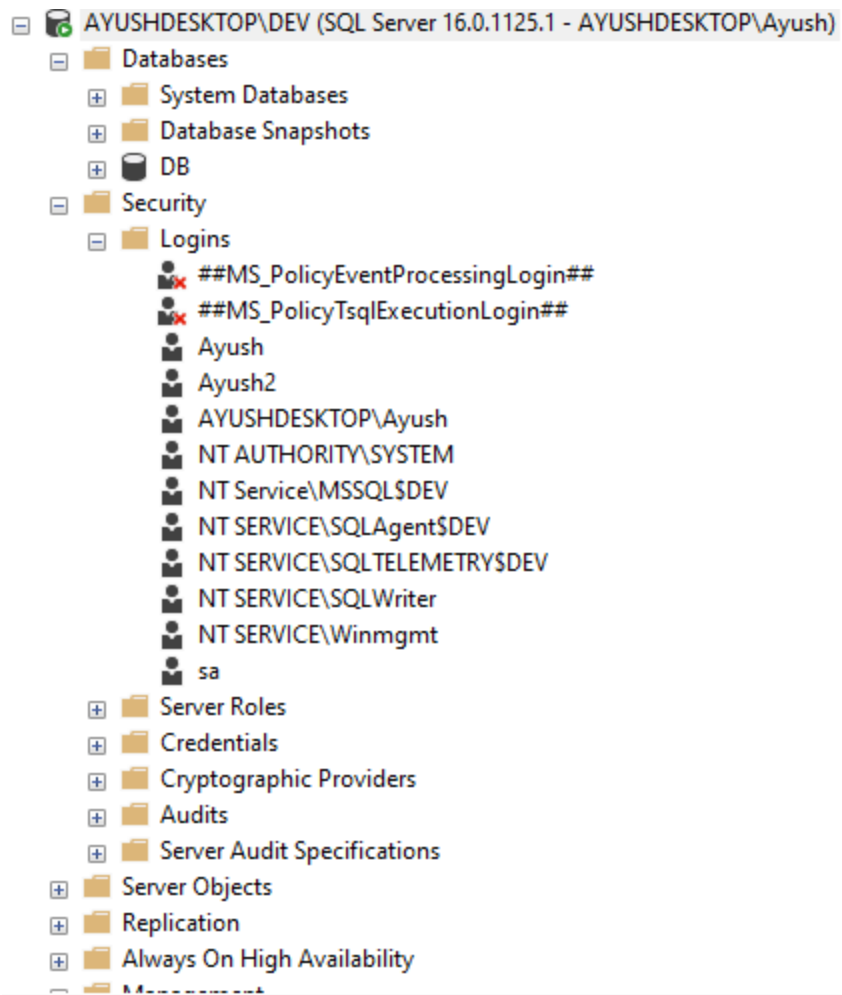 AYUSHDESKTOP\DEV (SQL Server 16.0.1125.1 - AYUSHDESKTOP\Ayush)
Databases
System Databases
Database Snapshots
DB
Security
Logins
##MS_PolicyEventProcessingLogin##
##MS_PolicyTsqlExecutionLogin##
Ayush
Ayush2
AYUSHDESKTOP\Ayush
NT AUTHORITY\SYSTEM
NT Service\MSSQL$DEV
NT SERVICE\SQLAgent$DEV
NT SERVICE\SQLTELEMETRY$DEV
NT SERVICE\SQLWriter
NT SERVICE\Winmgmt
sa
Server Roles
Credentials
Cryptographic Providers
Audits
Server Audit Specifications
Server Objects
Replication
Always On High Availability
Management